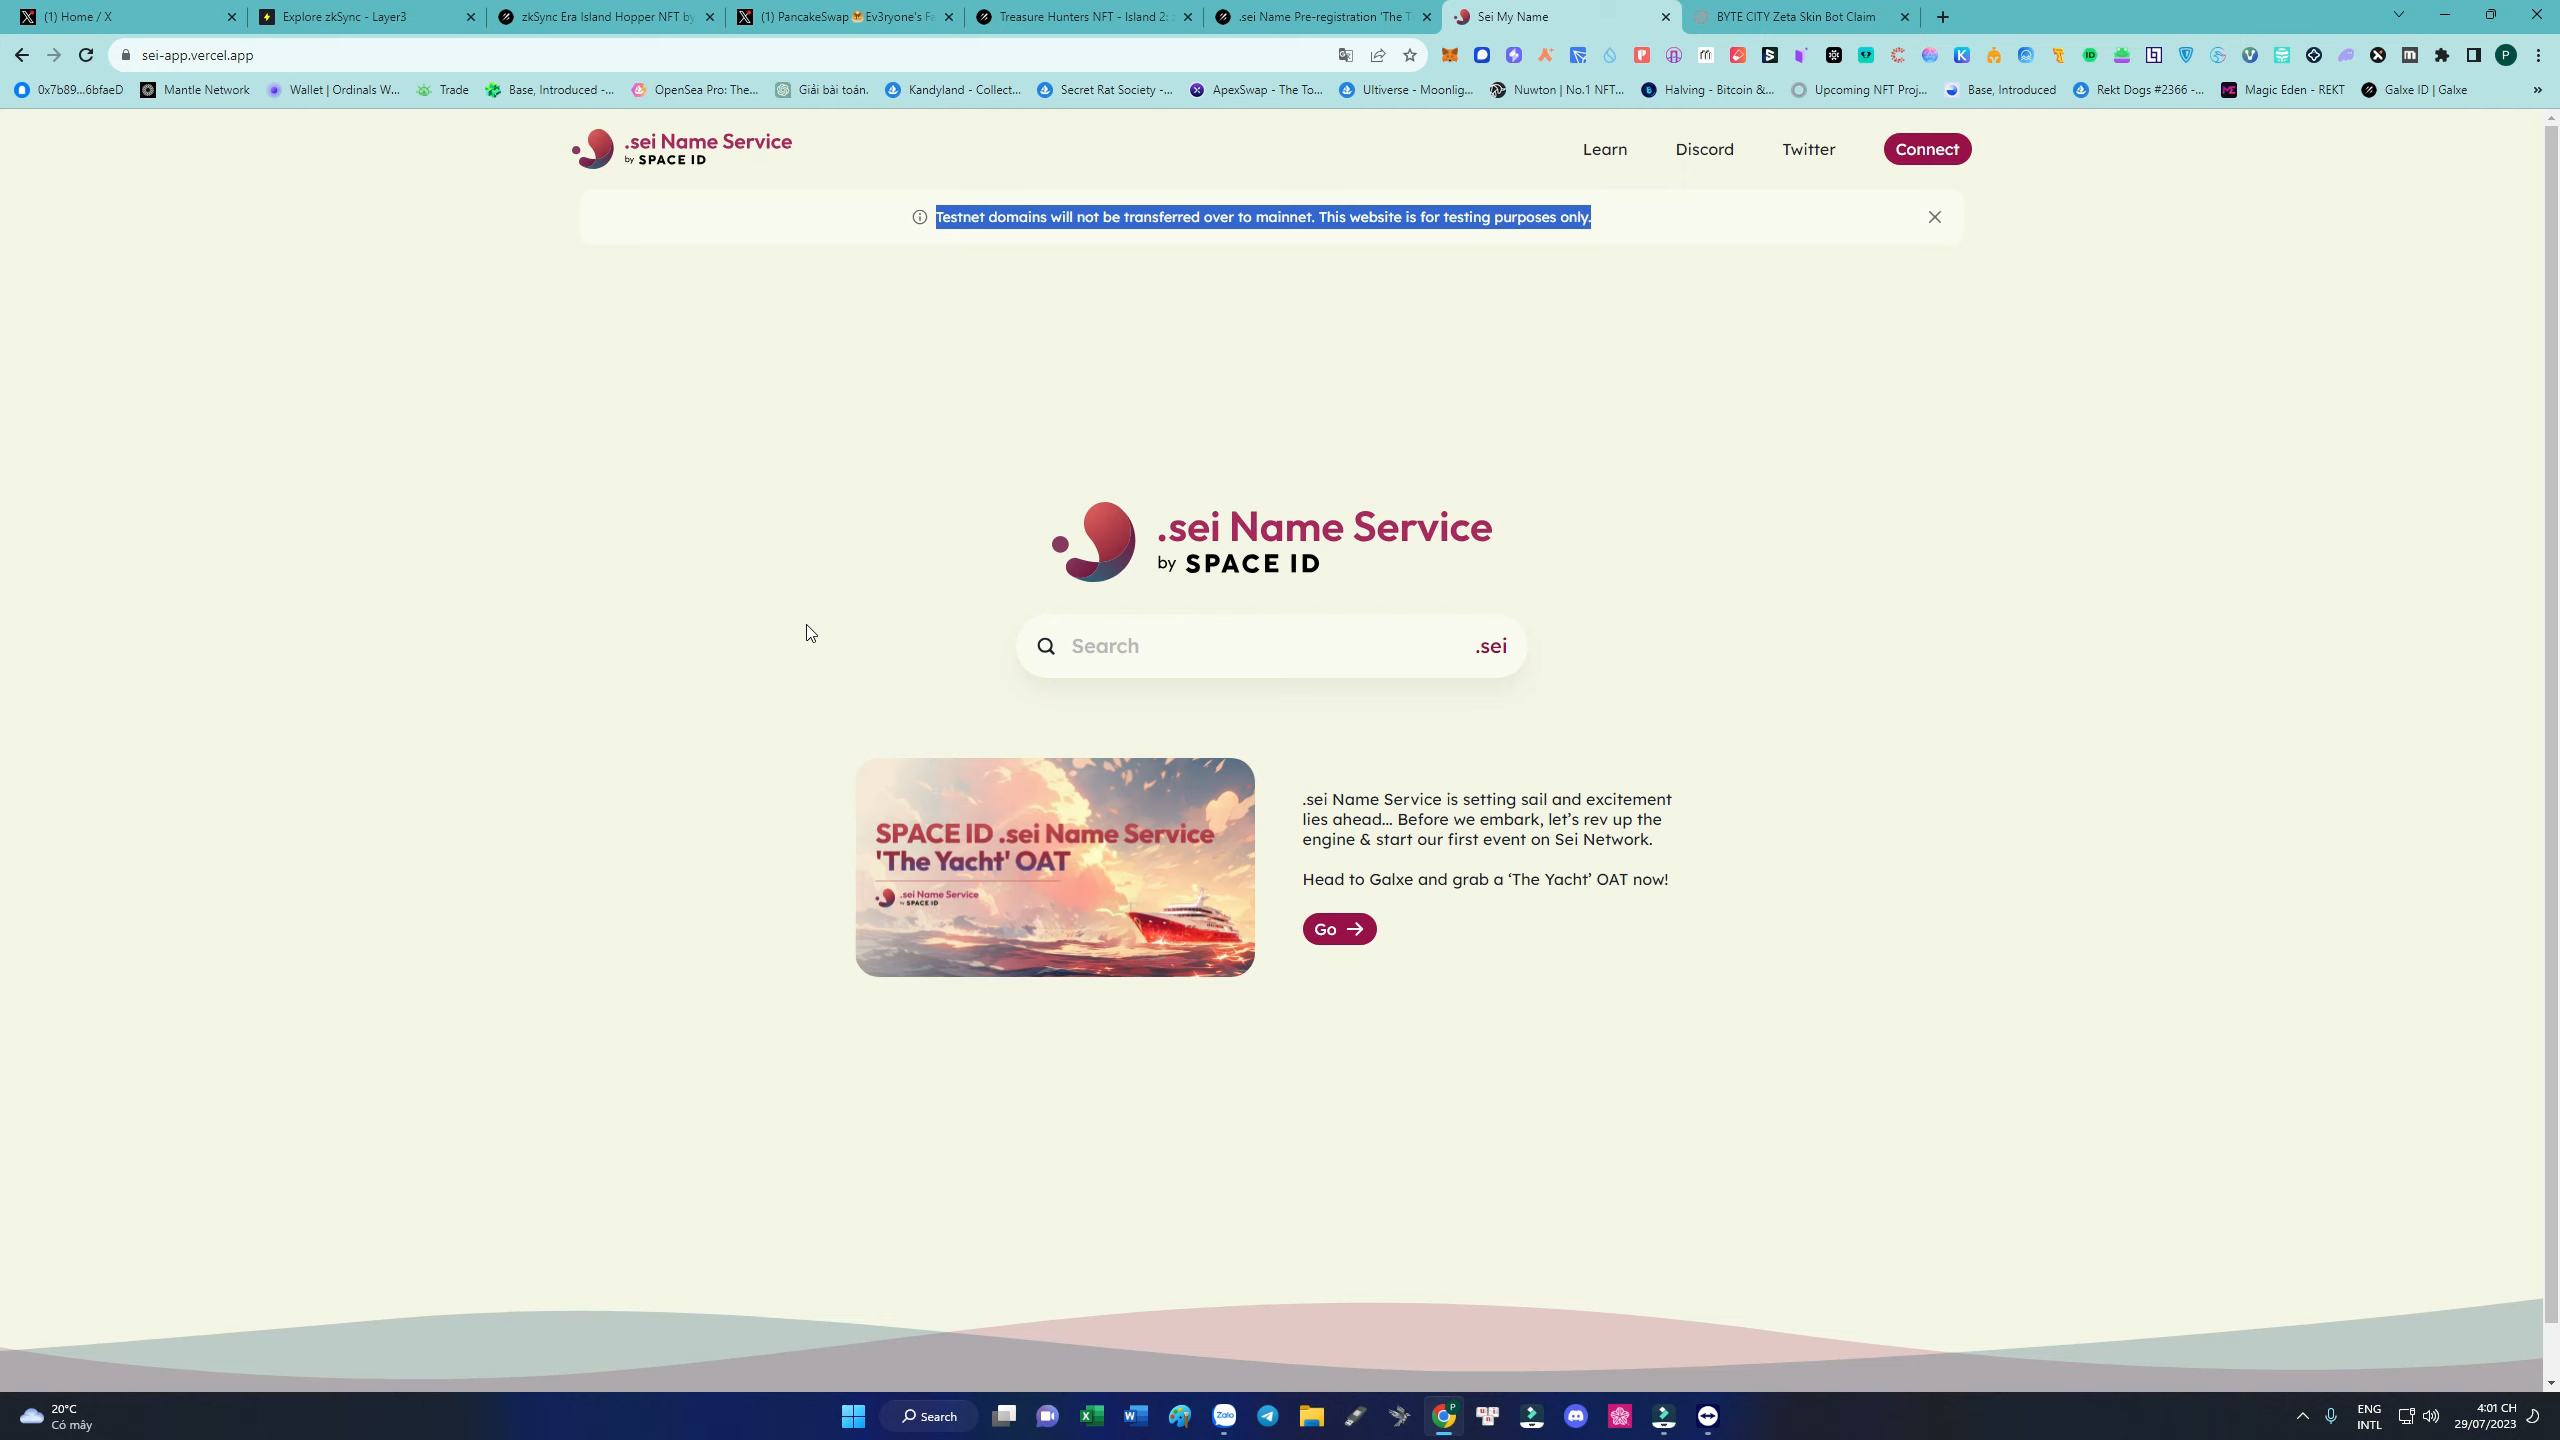 (1) Home / X
Explore zkSync - Layer3
zkSync Era Island Hopper NFT by
(1) PancakeSwap 🥞Ev3ryone's Fa
Treasure Hunters NFT - Island 2:
.sei Name Pre-registration 'The T
Sei My Name
BYTE CITY Zeta Skin Bot Claim
sei-app.vercel.app
0x7b89...6bfaeD
Mantle Network
Wallet | Ordinals W...
Trade
Base, Introduced -...
OpenSea Pro: The...
Giải bài toán.
Kandyland - Collect...
Secret Rat Society -...
ApexSwap - The To...
Ultiverse - Moonlig...
Nuwton | No.1 NFT...
Halving - Bitcoin &...
Upcoming NFT Proj...
Base, Introduced
Rekt Dogs #2366 -...
Magic Eden - REKT
Galxe ID | Galxe
.sei Name Service
by SPACE ID
Learn
Discord
Twitter
Connect
Testnet domains will not be transferred over to mainnet. This website is for testing purposes only.
.sei Name Service
by SPACE ID
Search
.sei
SPACE ID .sei Name Service
'The Yacht' OAT
.sei Name Service
by SPACE ID
.sei Name Service is setting sail and excitement
lies ahead... Before we embark, let's rev up the
engine & start our first event on Sei Network.
Head to Galxe and grab a ‘The Yacht’ OAT now!
Go
20°C
Có mây
Search
Zalo
ENG
INTL
4:01 CH
29/07/2023